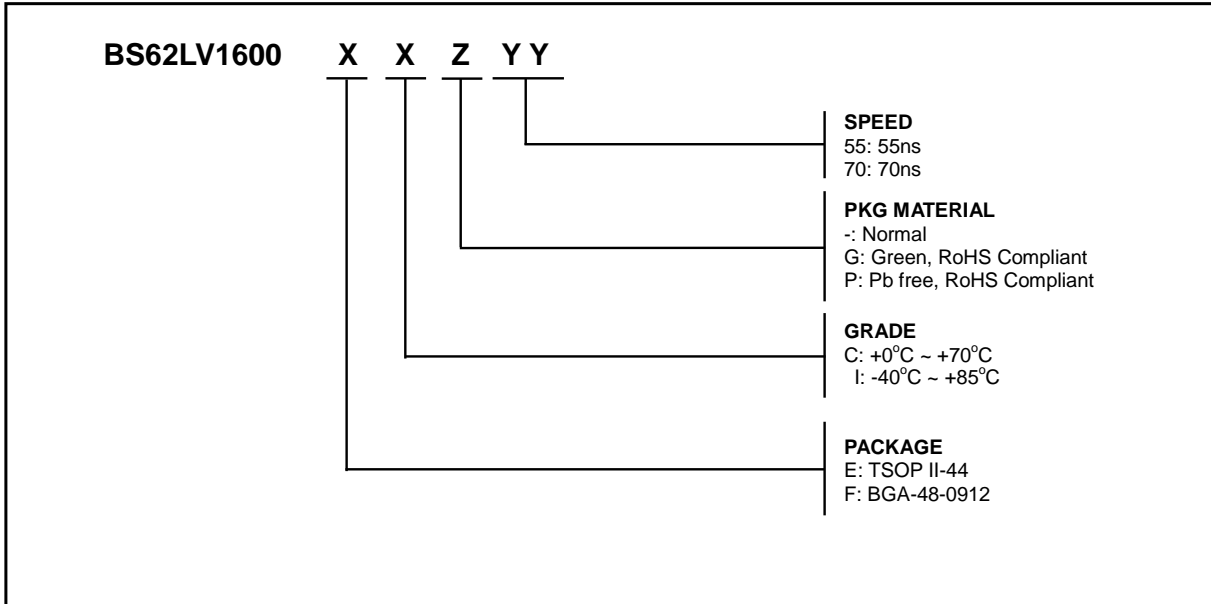 BS62LV1600 X X Z Y Y
SPEED
55: 55ns
70: 70ns
PKG MATERIAL
-: Normal
G: Green, RoHS Compliant
P: Pb free, RoHS Compliant
GRADE
C: +0°C ~ +70°C
I: -40°C ~ +85°C
PACKAGE
E: TSOP II-44
F: BGA-48-0912